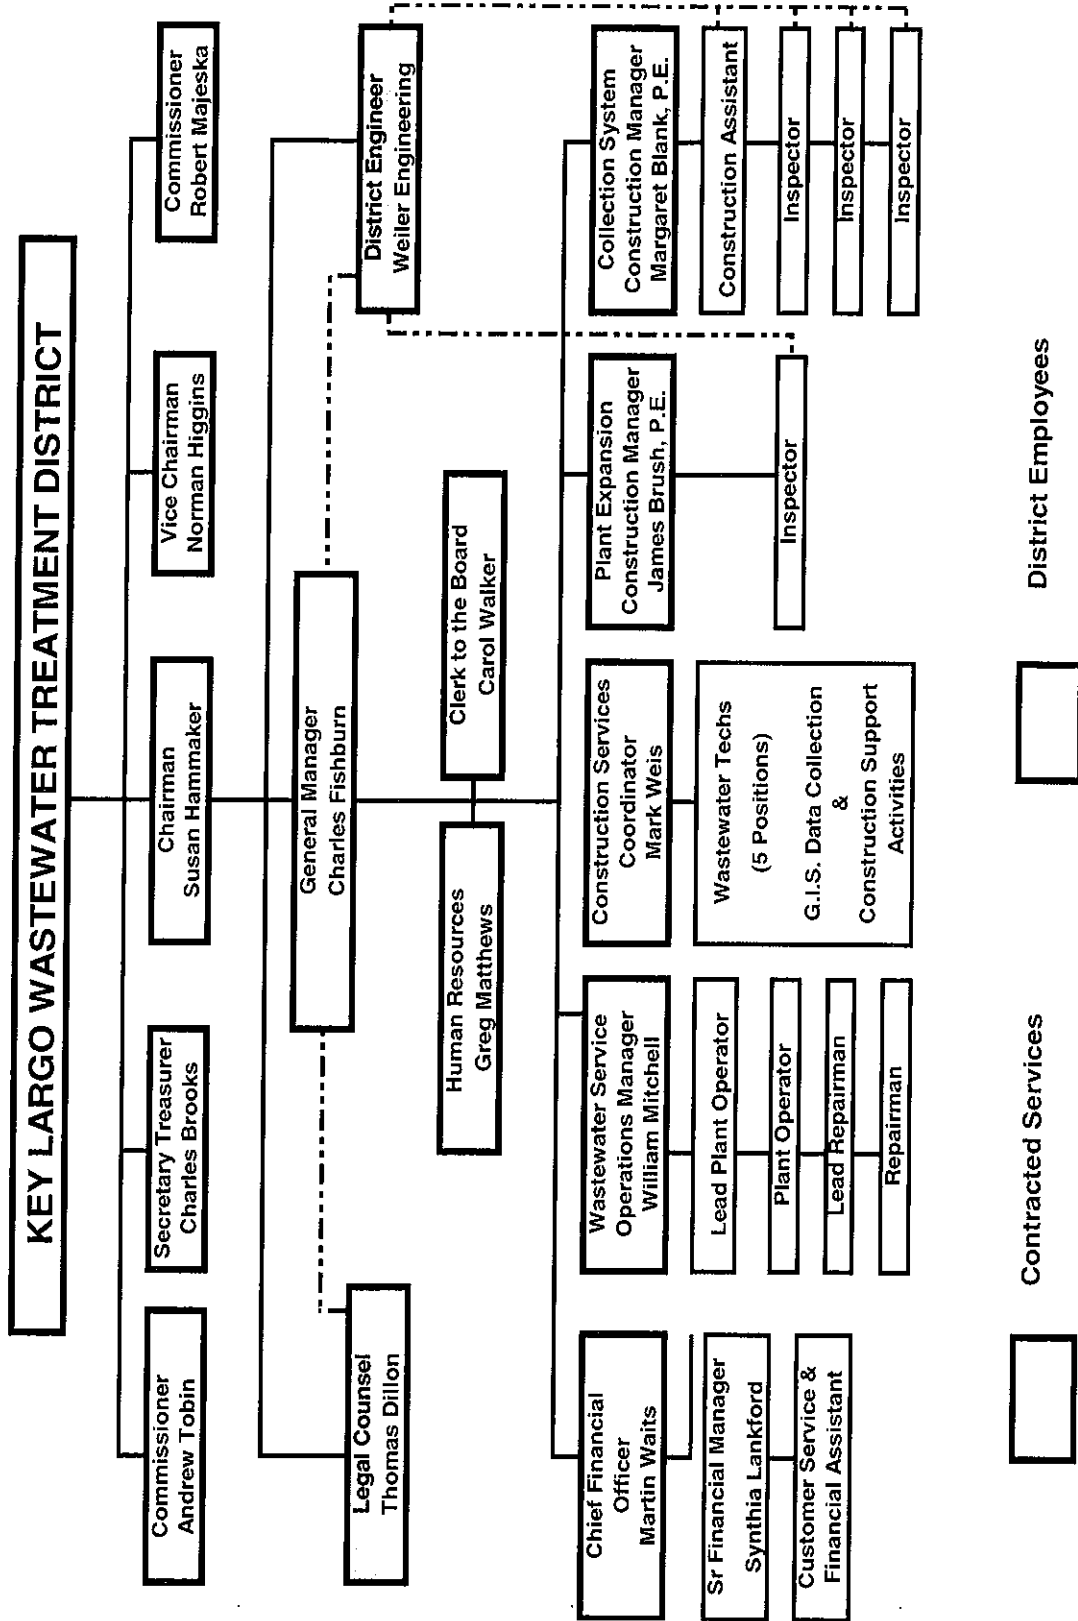 KEY LARGO WASTEWATER TREATMENT DISTRICT
Commissioner
Andrew Tobin
Secretary Treasurer
Charles Brooks
Chairman
Susan Hammaker
Vice Chairman
Norman Higgins
Commissioner
Robert Majeska
Legal Counsel
Thomas Dillon
General Manager
Charles Fishburn
District Engineer
Weiler Engineering
Human Resources
Greg Matthews
Clerk to the Board
Carol Walker
Chief Financial
Officer
Martin Waits
Sr Financial Manager
Synthia Lankford
Customer Service &
Financial Assistant
Wastewater Service
Operations Manager
William Mitchell
Lead Plant Operator
Plant Operator
Lead Repairman
Repairman
Construction Services
Coordinator
Mark Weis
Wastewater Techs
(5 Positions)
G.I.S. Data Collection
&
Construction Support
Activities
Plant Expansion
Construction Manager
James Brush, P.E.
Inspector
Collection System
Construction Manager
Margaret Blank, P.E.
Construction Assistant
Inspector
Inspector
Inspector
Contracted Services
District Employees